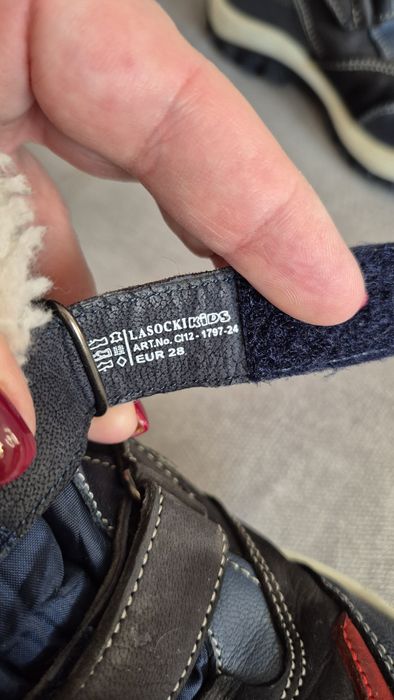 LASOCKI KIDS
ART.No. CI12-1797-24
EUR 28